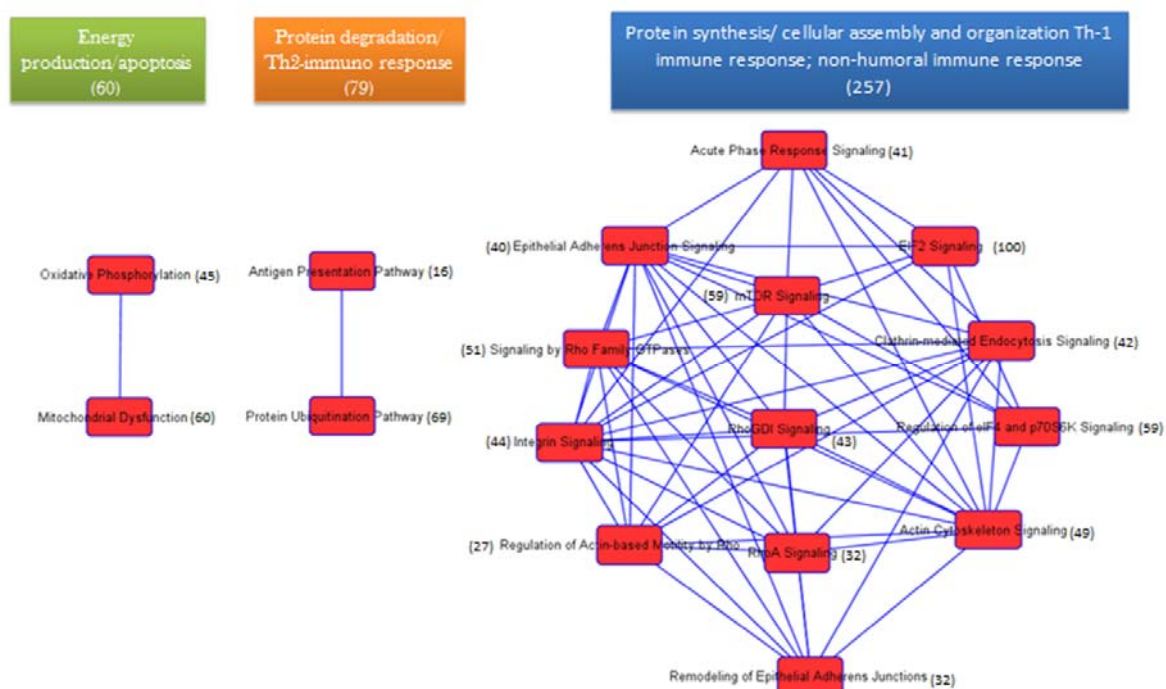 Energy
production/apoptosis
(60)
Protein degradation/
Th2-immuno response
(79)
Protein synthesis/ cellular assembly and organization Th-1
immune response; non-humoral immune response
(257)
Acute Phase Response Signaling (41)
(40) Epithelial Adherens Junction Signaling
EIF2 Signaling (100)
Oxidative Phosphorylation (45)
Antigen Presentation Pathway (16)
(59) mTOR Signaling
(51) Signaling by Rho Family GTPases
Clathrin-mediated Endocytosis Signaling (42)
Mitochondrial Dysfunction (60)
Protein Ubiquitination Pathway (69)
(44) Integrin Signaling
RhoGDI Signaling (43)
Regulation of eIF4 and p70S6K Signaling (59)
(27) Regulation of Actin-based Motility by Rho
RhoA Signaling (32)
Actin Cytoskeleton Signaling (49)
Remodeling of Epithelial Adherens Junctions (32)